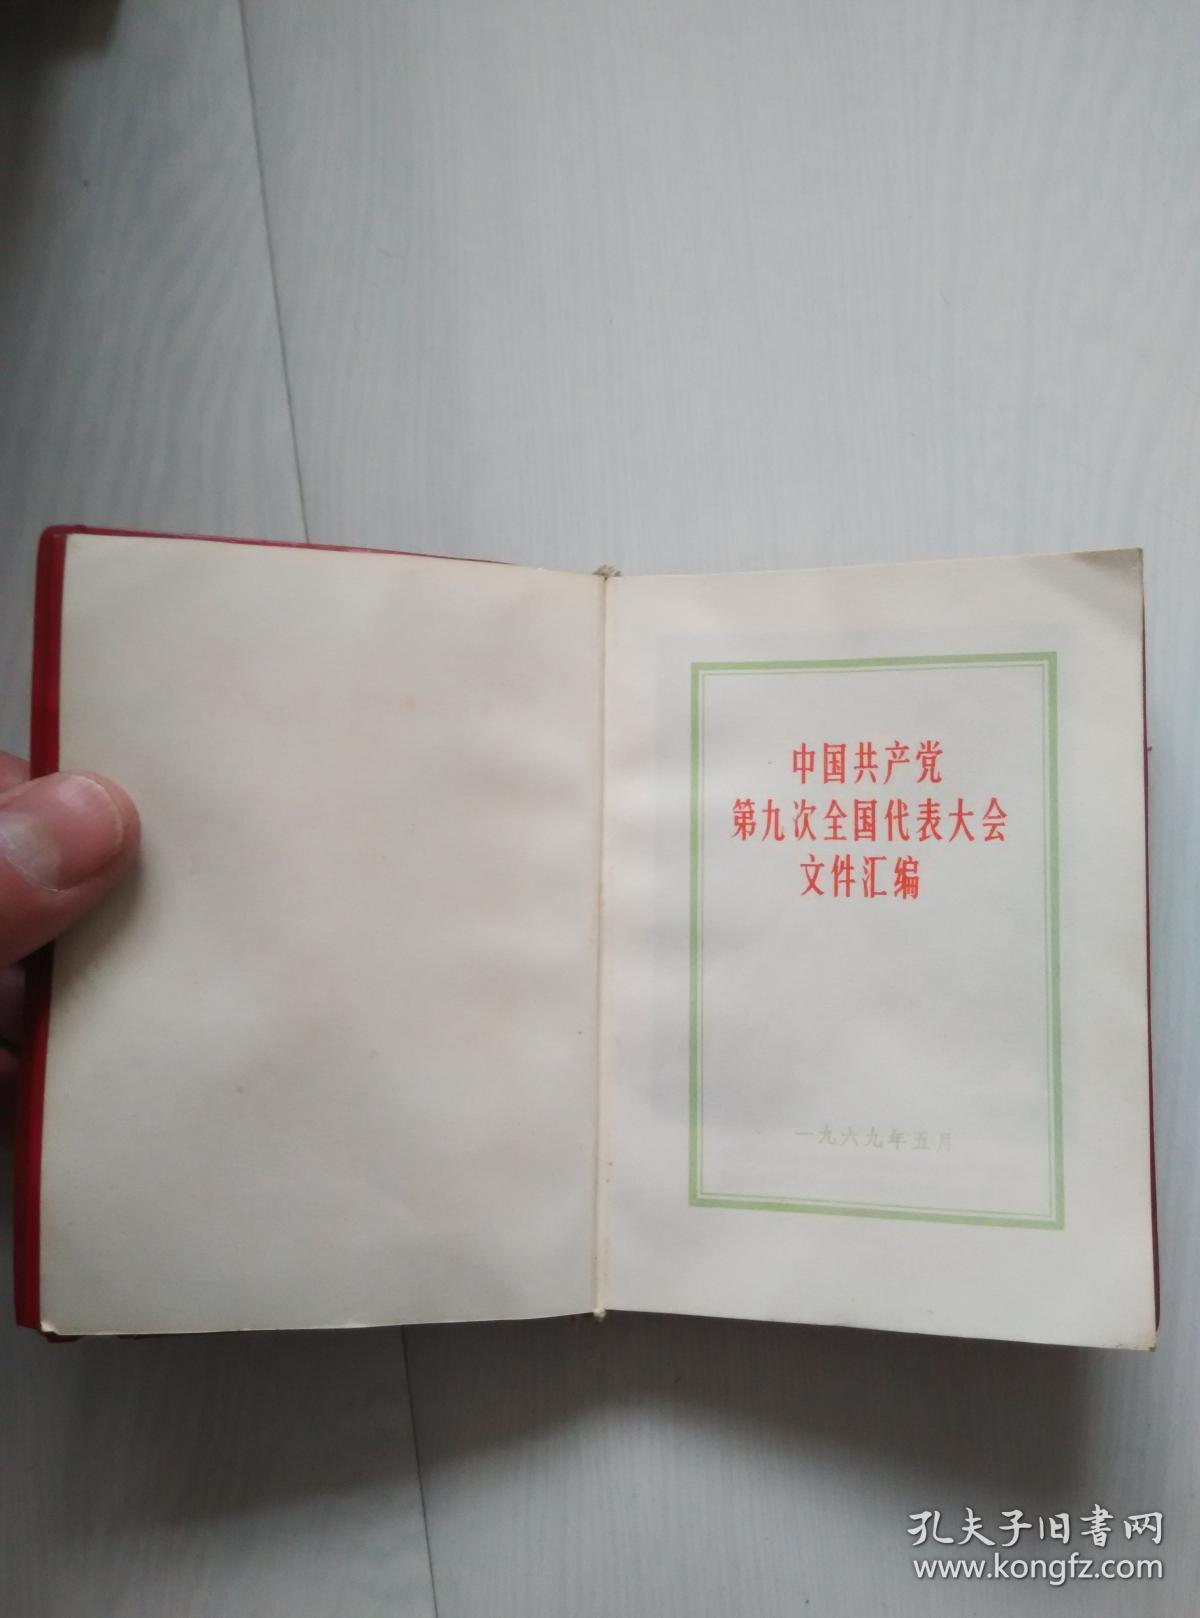 中国共产党
第九次全国代表大会
文件汇编
一九六九年五月
孔夫子旧书网
www.kongfz.com